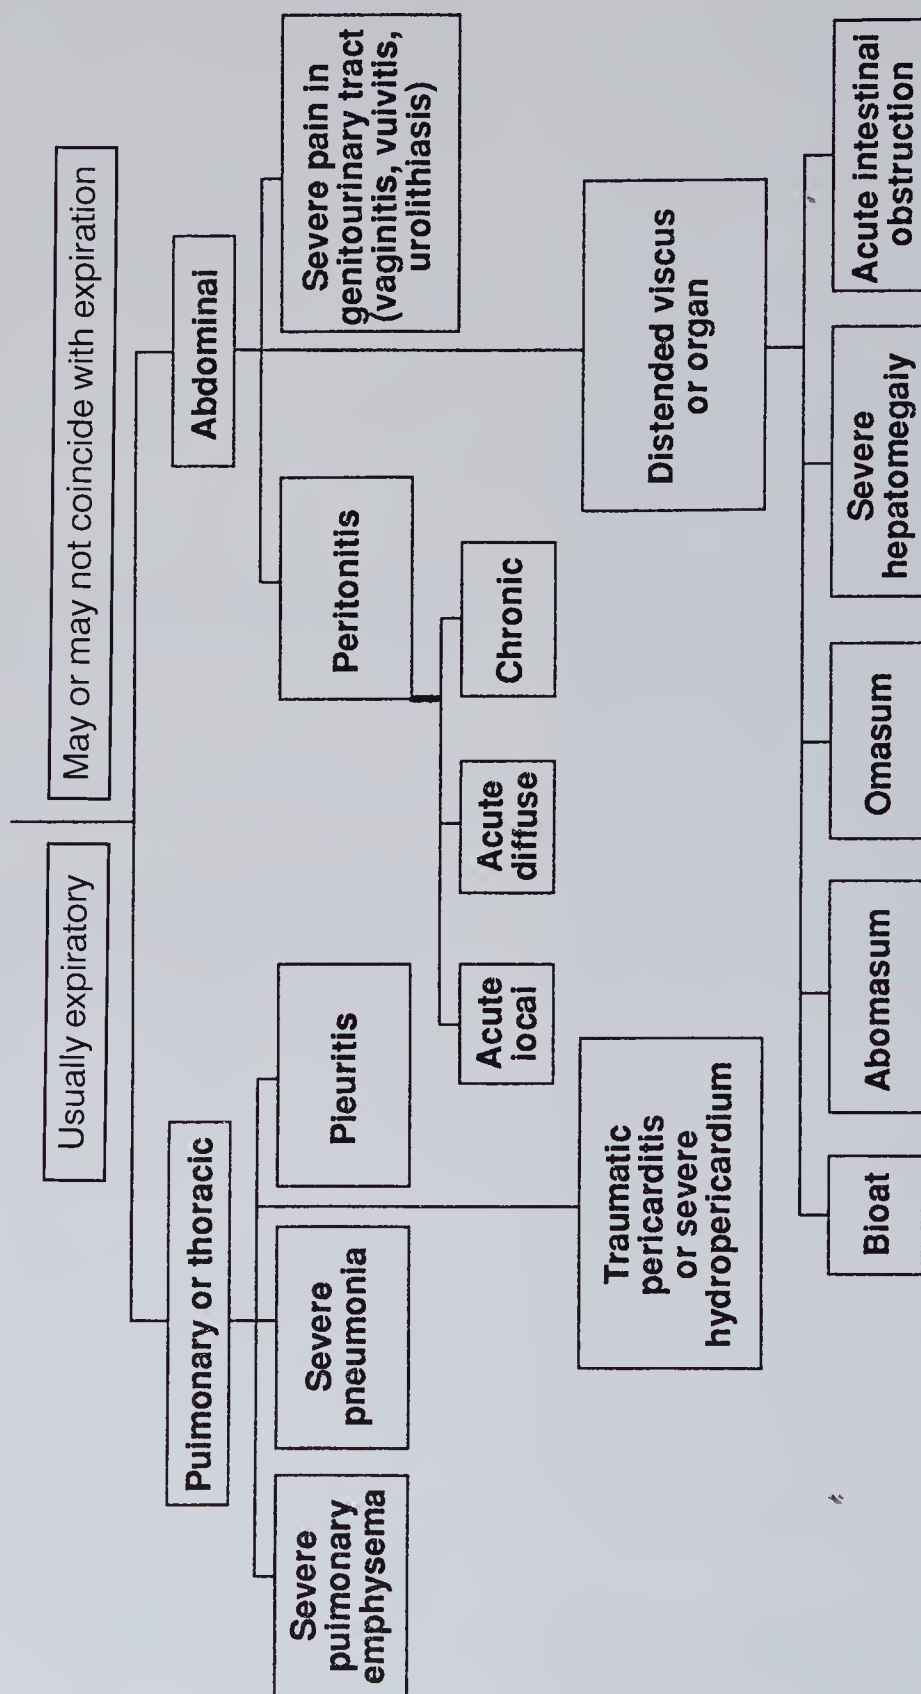 Usually expiratory
May or may not coincide with expiration
Puimonary or thoracic
Abdominai
Severe
puimonary
emphysema
Severe
pneumonia
Pieuritis
Peritonitis
Severe pain in
genitourinary tract
(vaginitis, vuivitis,
urolithiasis)
Acute
iocai
Acute
diffuse
Chronic
Traumatic
pericarditis
or severe
hydropericardium
Distended viscus
or organ
Bioat
Abomasum
Omasum
Severe
hepatomegaiy
Acute intestinai
obstruction